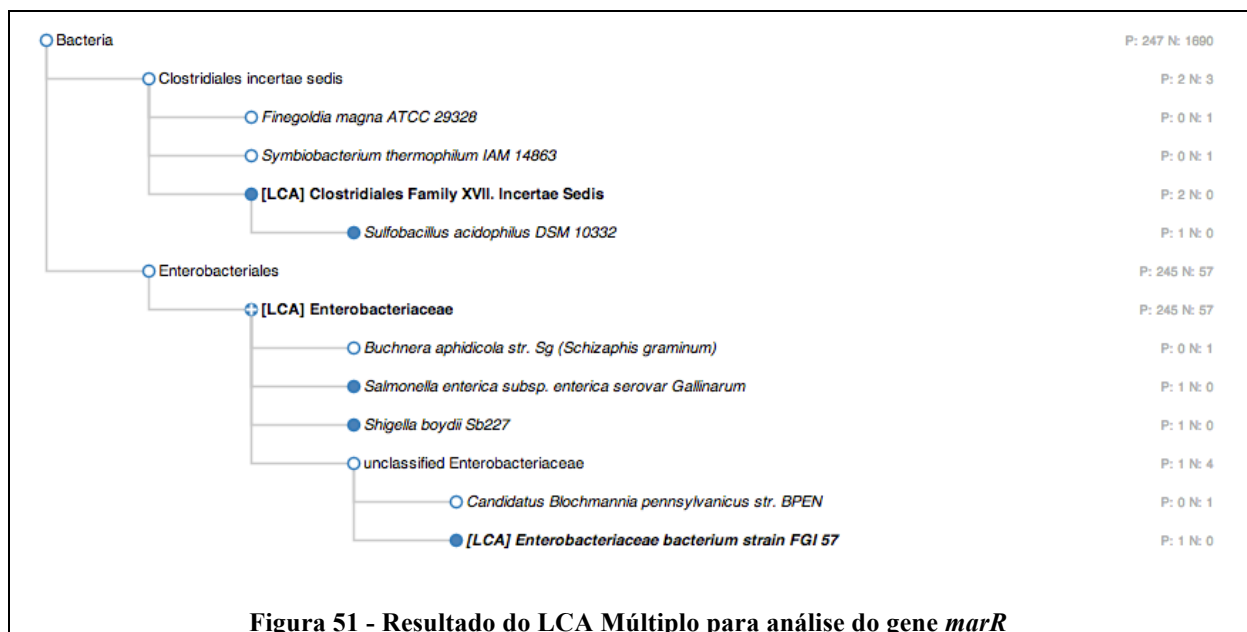 Bacteria P: 247 N: 1690
Clostridiales incertae sedis P: 2 N: 3
Finegoldia magna ATCC 29328 P: 0 N: 1
Symbiobacterium thermophilum IAM 14863 P: 0 N: 1
[LCA] Clostridiales Family XVII. Incertae Sedis P: 2 N: 0
Sulfobacillus acidophilus DSM 10332 P: 1 N: 0
Enterobacteriales P: 245 N: 57
[LCA] Enterobacteriaceae P: 245 N: 57
Buchnera aphidicola str. Sg (Schizaphis graminum) P: 0 N: 1
Salmonella enterica subsp. enterica serovar Gallinarum P: 1 N: 0
Shigella boydii Sb227 P: 1 N: 0
unclassified Enterobacteriaceae P: 1 N: 4
Candidatus Blochmannia pennsylvanicus str. BPEN P: 0 N: 1
[LCA] Enterobacteriaceae bacterium strain FGI 57 P: 1 N: 0
Figura 51 - Resultado do LCA Múltiplo para análise do gene marR